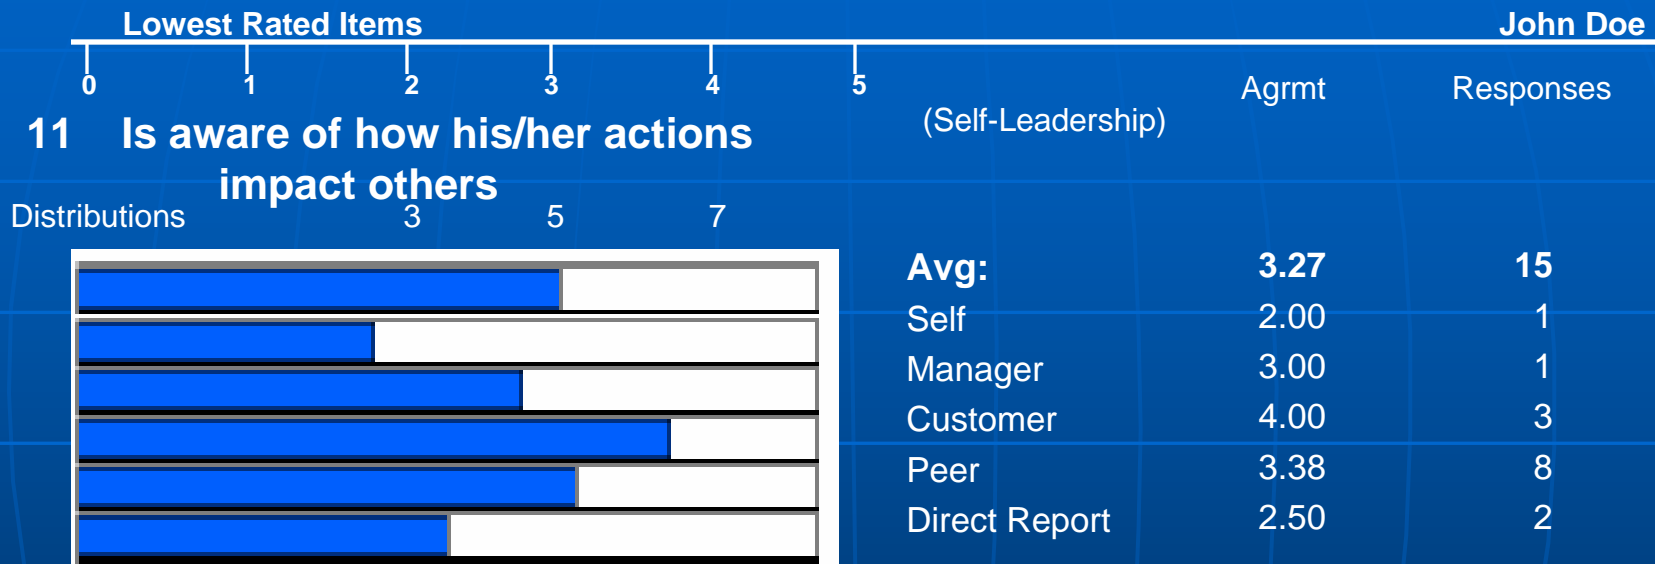 Lowest Rated Items John Doe
0 1 2 3 4 5 Agrmt Responses
11 Is aware of how his/her actions (Self-Leadership)
impact others
Distributions 3 5 7
Avg: 3.27 15
Self 2.00 1
Manager 3.00 1
Customer 4.00 3
Peer 3.38 8
Direct Report 2.50 2